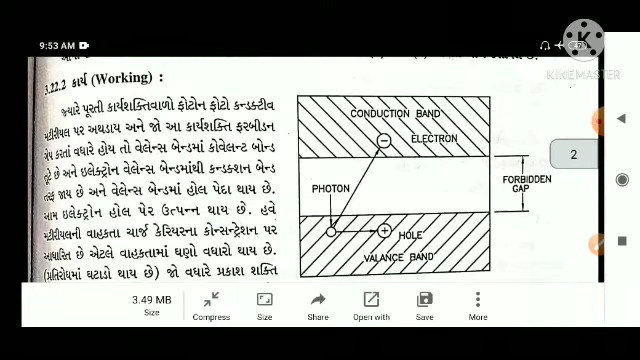 9:53 AM
KINEMASTER
3.22.2 કાર્ય (Working) :
જ્યારે પૂરતી કાર્યશક્તિવાળો ફોટોન ફોટો કન્ડક્ટીવ
મટીરીયલ પર અથડાય અને જો આ કાર્યશક્તિ ફરબીડન
ગેપ કરતાં વધારે હોય તો વેલેન્સ બેન્ડમાં કોવેલન્ટ બોન્ડ
તૂટે છે અને ઇલેક્ટ્રોન વેલેન્સ બેન્ડમાંથી કન્ડક્શન બેન્ડ
તરફ જાય છે અને વેલેન્સ બેન્ડમાં હોલ પેદા થાય છે.
આમ ઇલેક્ટ્રોન હોલ પેર ઉત્પન્ન થાય છે. હવે
મટીરીયલની વાહકતા ચાર્જ કેરિયરના કોન્સન્ટ્રેશન પર
આધારિત છે એટલે વાહકતામાં ઘણો વધારો થાય છે.
(પ્રતિરોધમાં ઘટાડો થાય છે) જો વધારે પ્રકાશ શક્તિ
CONDUCTION BAND
ELECTRON
PHOTON
FORBIDDEN
GAP
HOLE
VALANCE BAND
2
3.49 MB
Size
Compress
Size
Share
Open with
Save
More